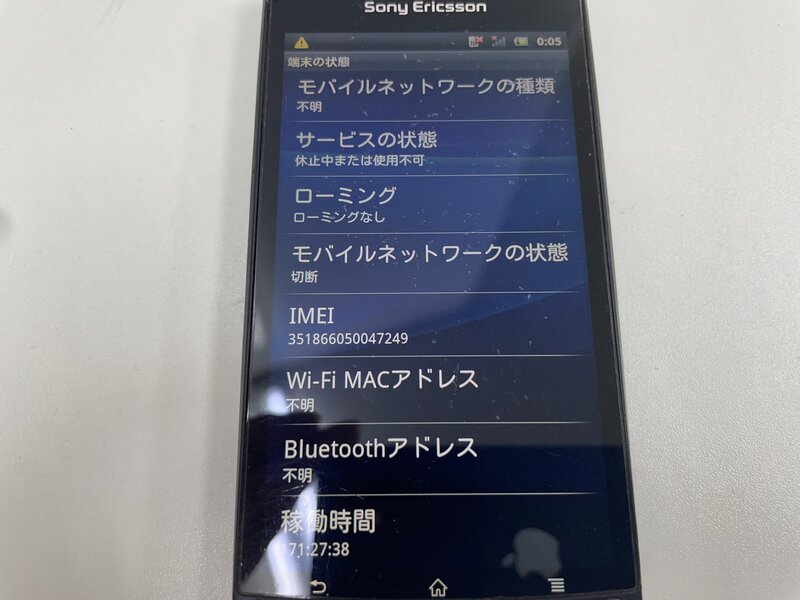 Sony Ericsson
0:05
端末の状態
モバイルネットワークの種類
不明
サービスの状態
休止中または使用不可
ローミング
ローミングなし
モバイルネットワークの状態
切断
IMEI
351866050047249
Wi-Fi MACアドレス
不明
Bluetoothアドレス
不明
稼働時間
171:27:38